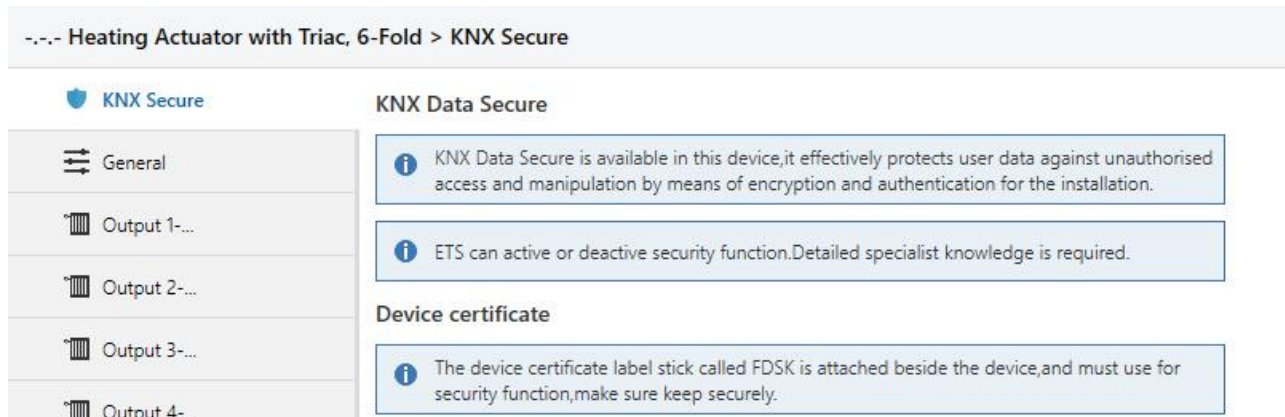 -.-.- Heating Actuator with Triac, 6-Fold > KNX Secure
KNX Secure
General
Output 1-...
Output 2-...
Output 3-...
Output 4-
KNX Data Secure
KNX Data Secure is available in this device,it effectively protects user data against unauthorised
access and manipulation by means of encryption and authentication for the installation.
ETS can active or deactive security function.Detailed specialist knowledge is required.
Device certificate
The device certificate label stick called FDSK is attached beside the device,and must use for
security function,make sure keep securely.